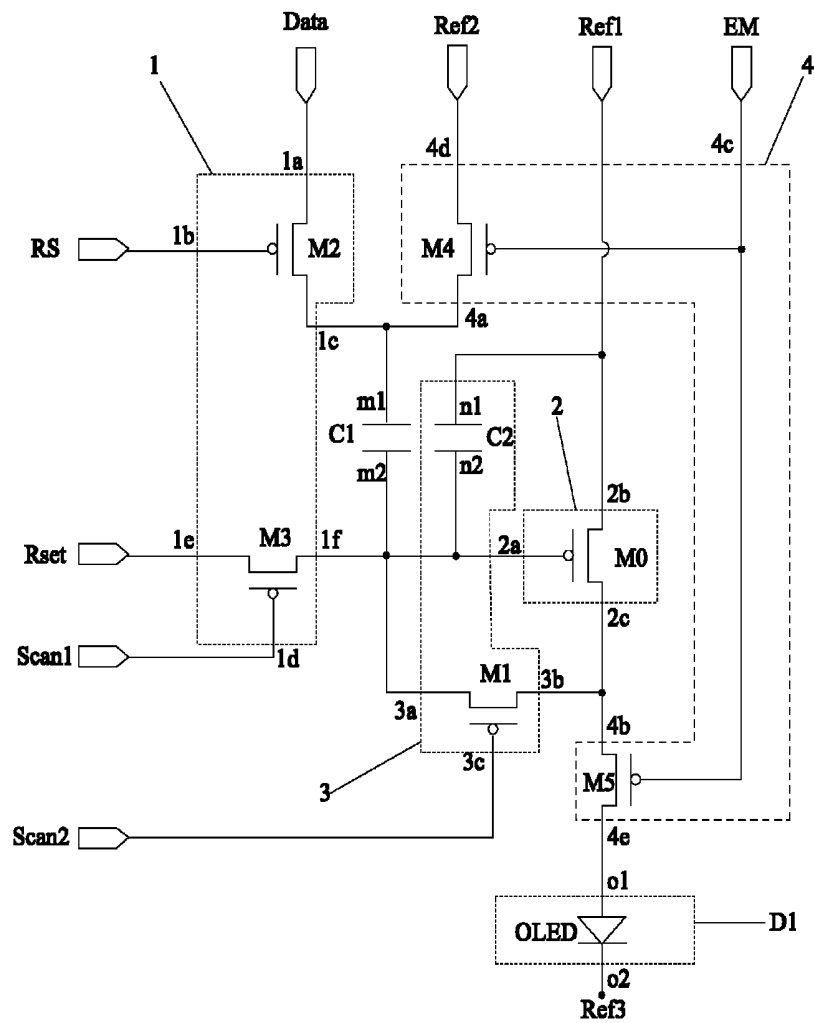 Data
Ref2
Ref1
EM
1
4
1a
4d
4c
RS
1b
M2
M4
1c
4a
m1
n1
2
C1
C2
m2
n2
2b
Rset
1e
M3
1f
2a
M0
2c
Scan1
1d
M1
3b
3a
4b
3c
M5
3
Scan2
4e
o1
OLED
D1
o2
Ref3